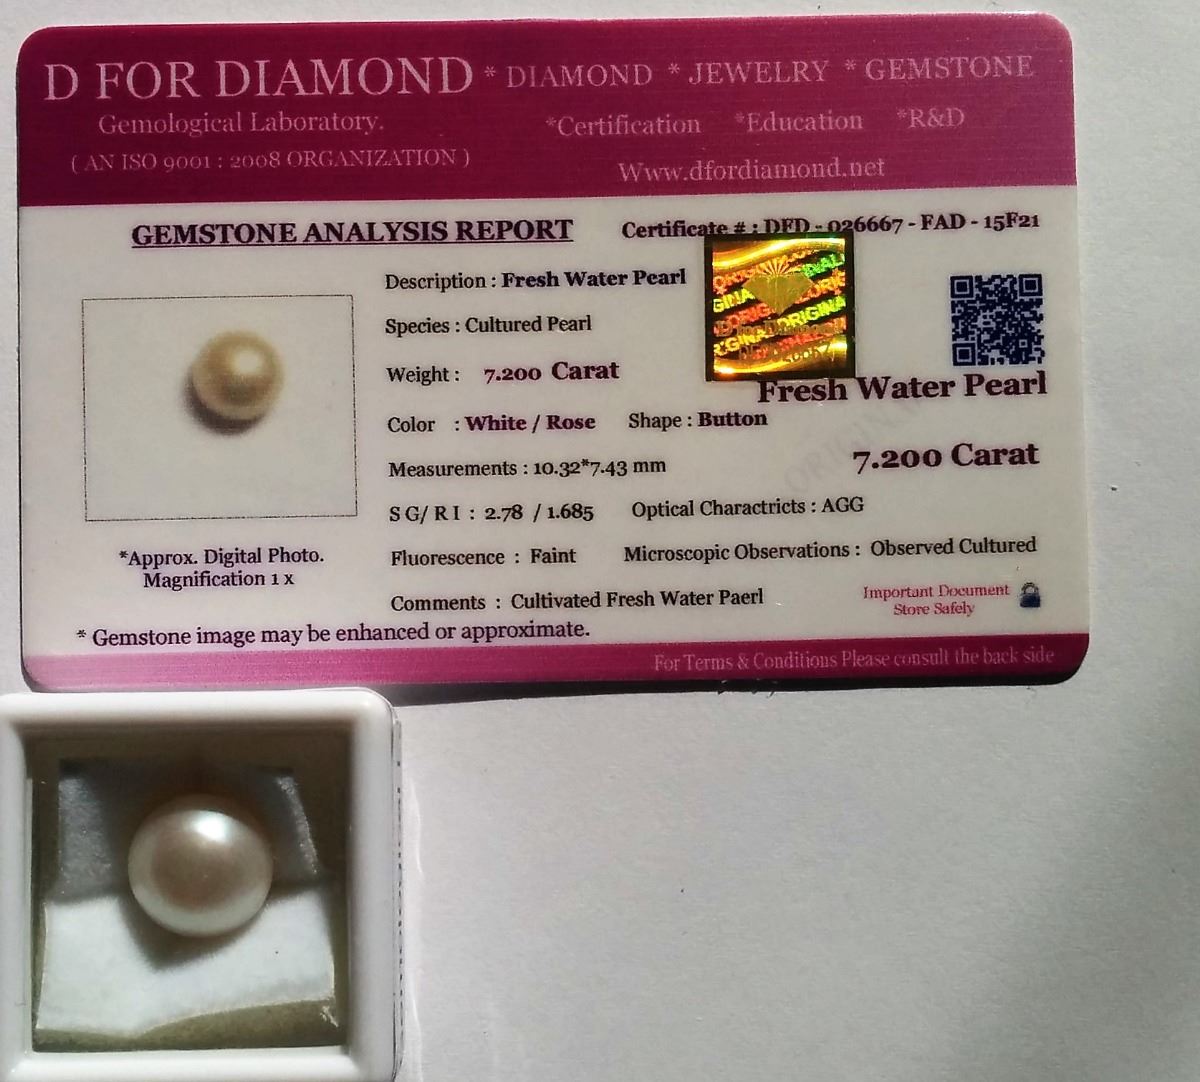 D FOR DIAMOND * DIAMOND * JEWELRY * GEMSTONE
Gemological Laboratory. *Certification *Education *R&D
( AN ISO 9001 : 2008 ORGANIZATION )
Www.dfordiamond.net
GEMSTONE ANALYSIS REPORT Certificate # : DFD - 026667 - FAD - 15F21
Description : Fresh Water Pearl
Species : Cultured Pearl
Weight : 7.200 Carat
Fresh Water Pearl
Color : White / Rose Shape : Button
7.200 Carat
Measurements : 10.32*7.43 mm
SG/ RI : 2.78 / 1.685 Optical Charactricts : AGG
Fluorescence : Faint Microscopic Observations : Observed Cultured
*Approx. Digital Photo.
Magnification 1 x
Comments : Cultivated Fresh Water Paerl
Important Document
Store Safely
* Gemstone image may be enhanced or approximate.
For Terms & Conditions Please consult the back side